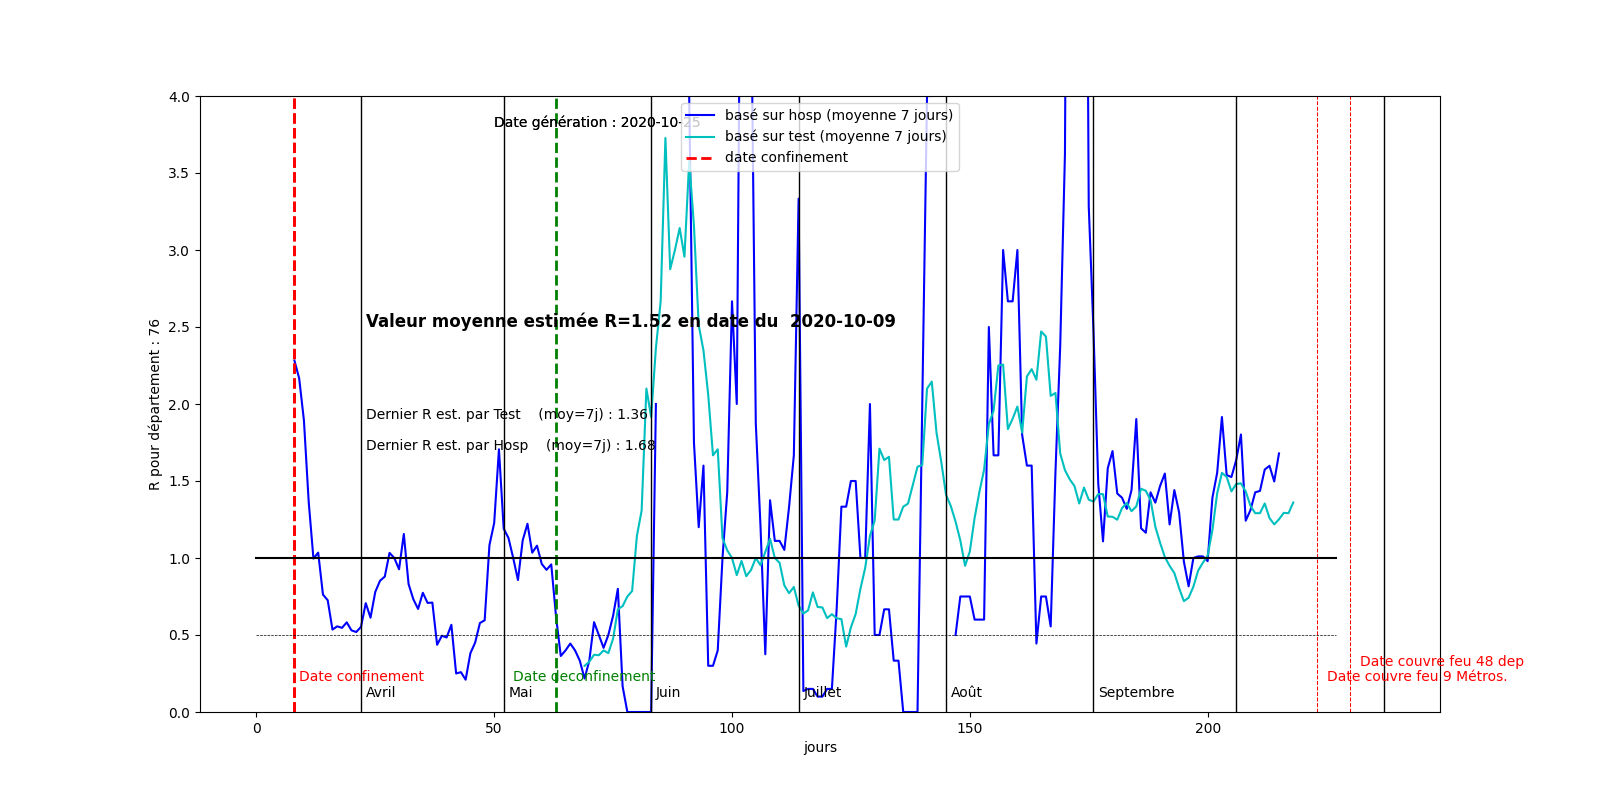 4.0
3.5
3.0
2.5
2.0
1.5
1.0
0.5
0.0
R pour département : 76
Date génération : 2020-10-25
basé sur hosp (moyenne 7 jours)
basé sur test (moyenne 7 jours)
date confinement
Valeur moyenne estimée R=1.52 en date du  2020-10-09
Dernier R est. par Test    (moy=7j) : 1.36
Dernier R est. par Hosp    (moy=7j) : 1.68
Date couvre feu 48 dep
Date confinement
Date deconfinement
Date couvre feu 9 Métros.
Avril
Mai
Juin
Juillet
Août
Septembre
0
50
100
150
200
jours